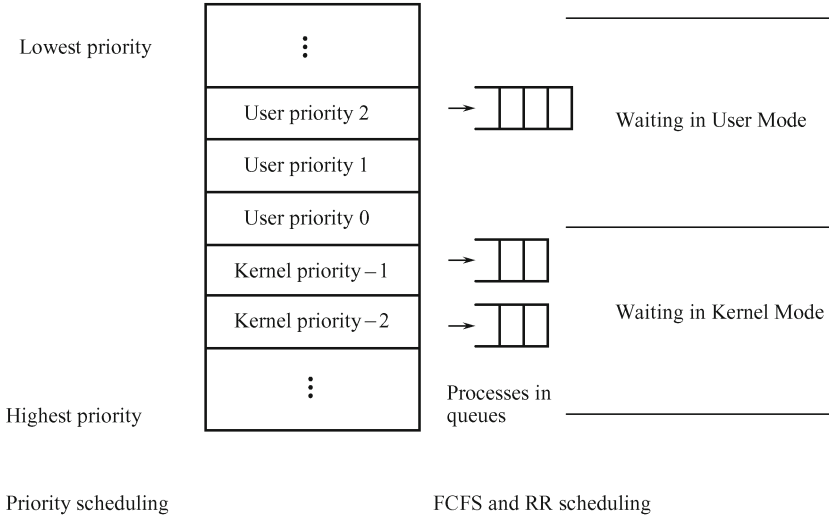 Lowest priority
⋮
User priority 2
Waiting in User Mode
User priority 1
User priority 0
Kernel priority−1
Kernel priority−2
Waiting in Kernel Mode
⋮
Processes in
queues
Highest priority
Priority scheduling
FCFS and RR scheduling